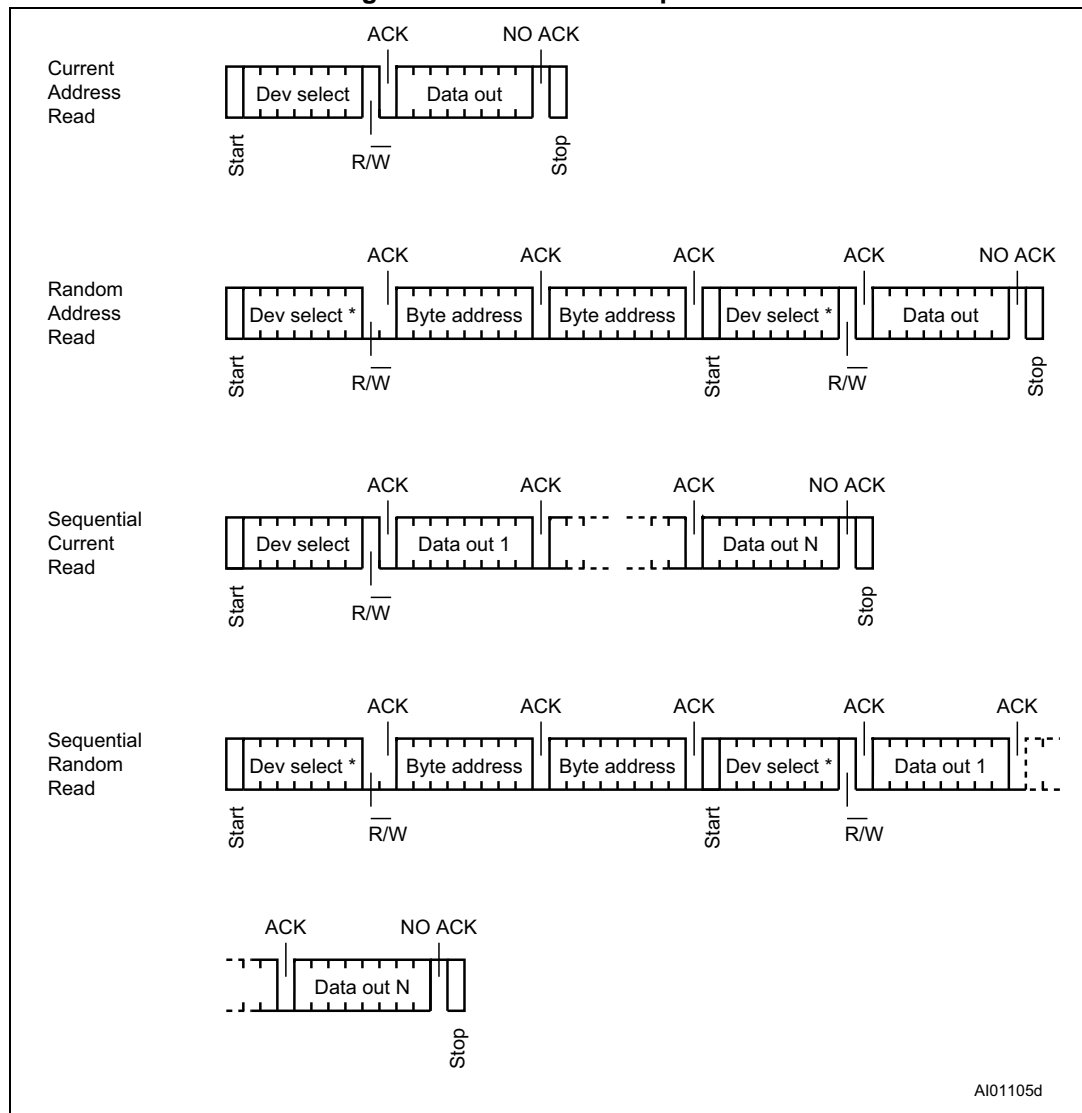 ACK NO ACK
Current
Address
Read
Dev select Data out
Start R/W̅ Stop
ACK ACK ACK ACK NO ACK
Random
Address
Read
Dev select * Byte address Byte address Dev select * Data out
Start R/W̅ Start R/W̅ Stop
ACK ACK ACK NO ACK
Sequential
Current
Read
Dev select Data out 1 Data out N
Start R/W̅ Stop
ACK ACK ACK ACK ACK
Sequential
Random
Read
Dev select * Byte address Byte address Dev select * Data out 1
Start R̅/W Start R̅/W
ACK NO ACK
Data out N
Stop
AI01105d